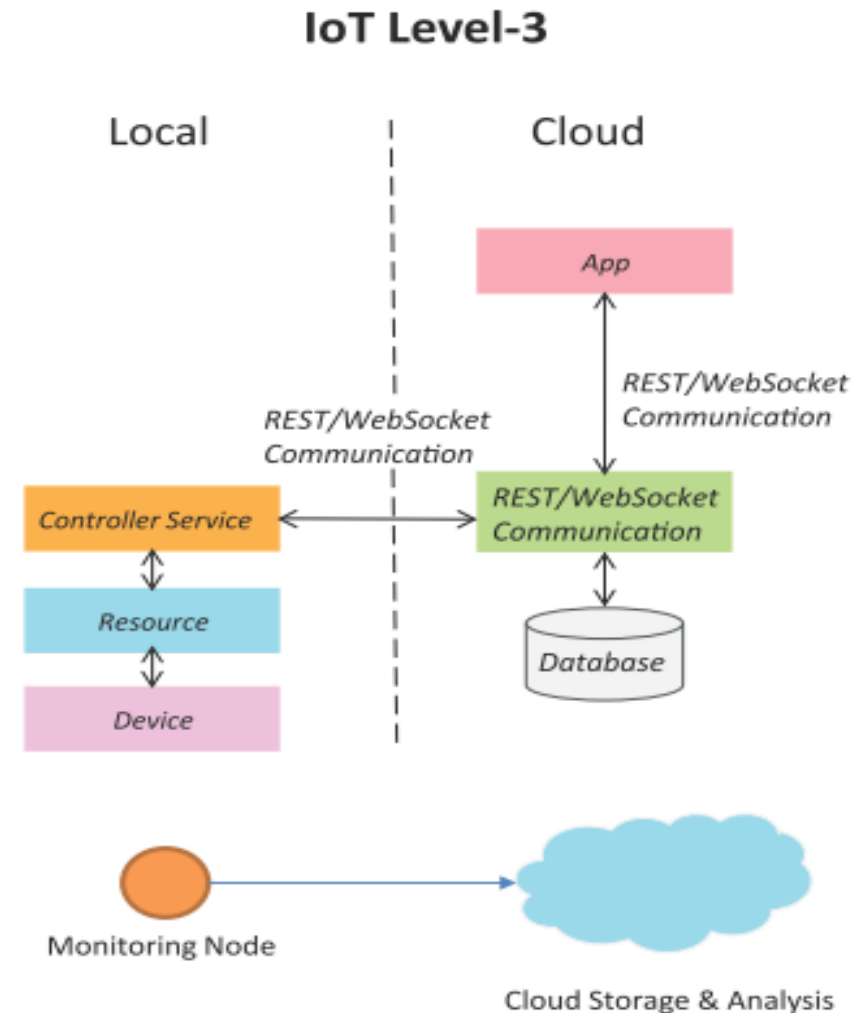 IoT Level-3
Local
Cloud
App
REST/WebSocket
Communication
REST/WebSocket
Communication
Controller Service
REST/WebSocket
Communication
Resource
Database
Device
Monitoring Node
Cloud Storage & Analysis